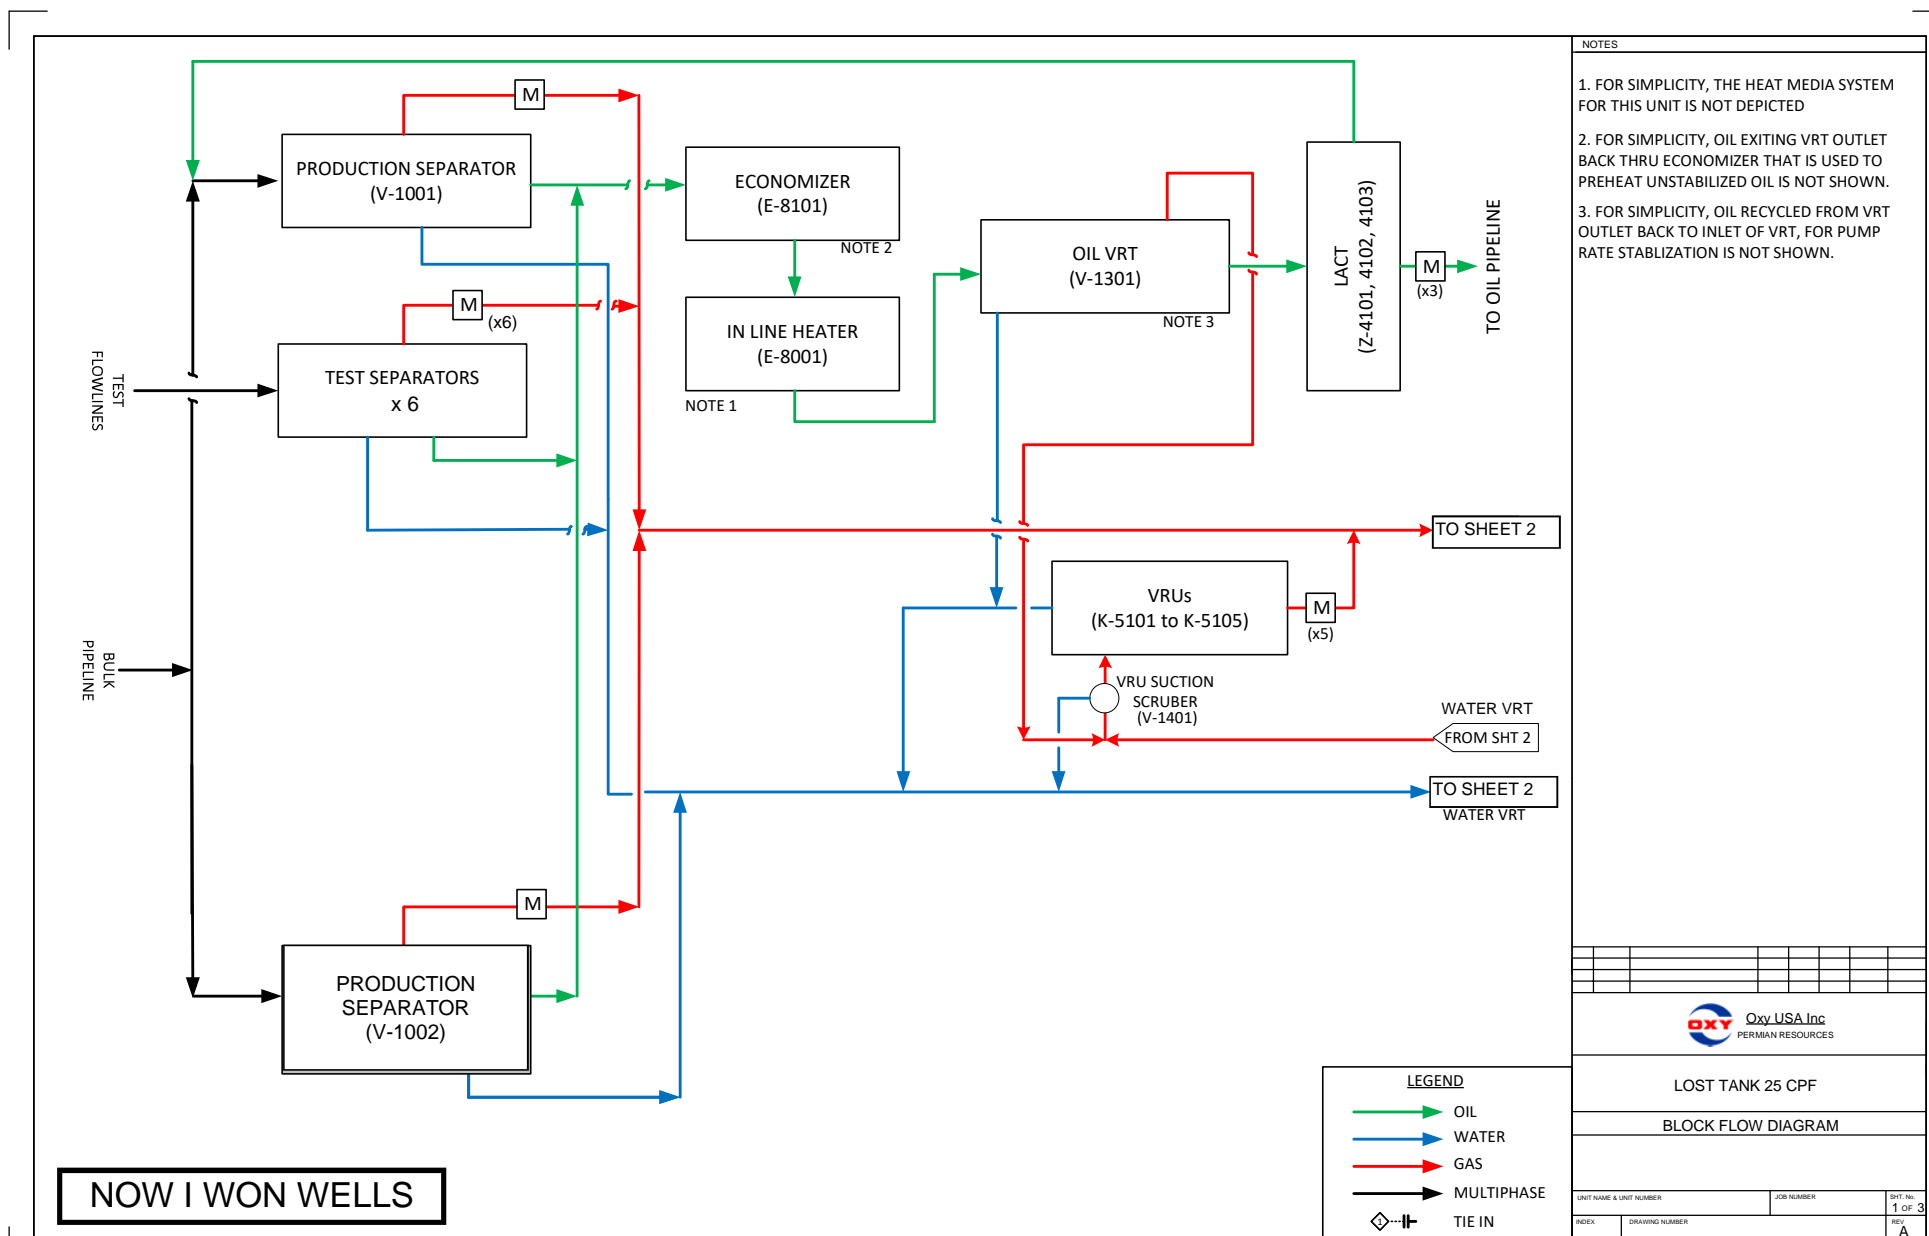 M
PRODUCTION SEPARATOR
(V-1001)
ECONOMIZER
(E-8101)
NOTE 2
M
(x6)
TEST SEPARATORS
x 6
IN LINE HEATER
(E-8001)
NOTE 1
OIL VRT
(V-1301)
NOTE 3
LACT
(Z-4101, 4102, 4103)
M
(x3)
TO OIL PIPELINE
TEST
FLOWLINES
BULK
PIPELINE
TO SHEET 2
VRUs
(K-5101 to K-5105)
M
(x5)
VRU SUCTION
SCRUBER
(V-1401)
WATER VRT
FROM SHT 2
TO SHEET 2
WATER VRT
M
PRODUCTION
SEPARATOR
(V-1002)
NOW I WON WELLS
LEGEND
OIL
WATER
GAS
MULTIPHASE
1
TIE IN
NOTES
1. FOR SIMPLICITY, THE HEAT MEDIA SYSTEM
FOR THIS UNIT IS NOT DEPICTED
2. FOR SIMPLICITY, OIL EXITING VRT OUTLET
BACK THRU ECONOMIZER THAT IS USED TO
PREHEAT UNSTABILIZED OIL IS NOT SHOWN.
3. FOR SIMPLICITY, OIL RECYCLED FROM VRT
OUTLET BACK TO INLET OF VRT, FOR PUMP
RATE STABLIZATION IS NOT SHOWN.
OXY
Oxy USA Inc
PERMIAN RESOURCES
LOST TANK 25 CPF
BLOCK FLOW DIAGRAM
UNIT NAME & UNIT NUMBER
JOB NUMBER
SHT. No.
1 OF 3
INDEX
DRAWING NUMBER
REV
A